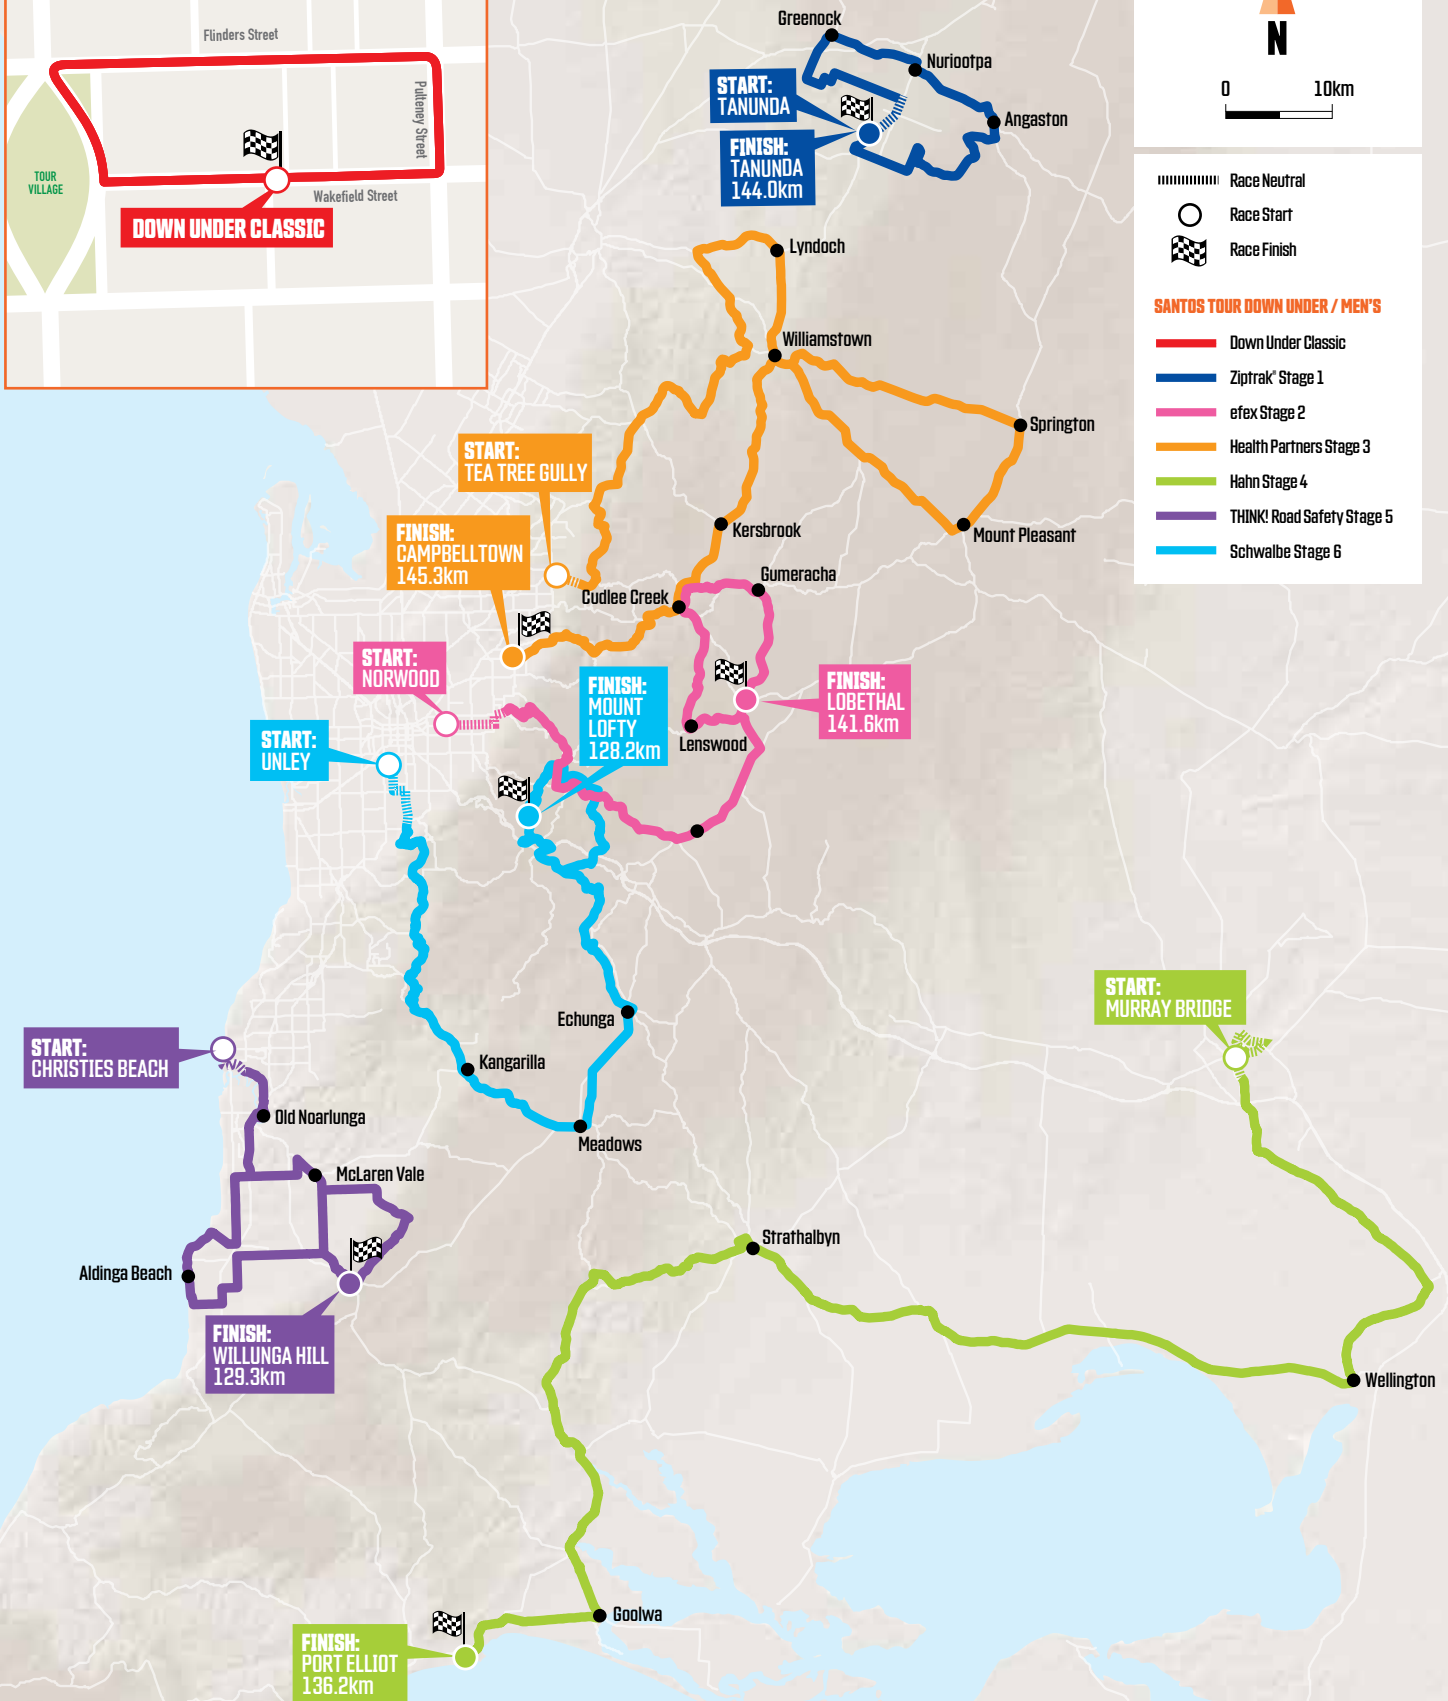 Flinders Street
Pulteney Street
TOUR
VILLAGE
Wakefield Street
DOWN UNDER CLASSIC
N
0 10km
Race Neutral
Race Start
Race Finish
SANTOS TOUR DOWN UNDER / MEN'S
Down Under Classic
Ziptrak® Stage 1
efex Stage 2
Health Partners Stage 3
Hahn Stage 4
THINK! Road Safety Stage 5
Schwalbe Stage 6
Greenock
Nuriootpa
START:
TANUNDA
Angaston
FINISH:
TANUNDA
144.0km
Lyndoch
Williamstown
Springton
START:
TEA TREE GULLY
Kersbrook
Mount Pleasant
FINISH:
CAMPBELLTOWN
145.3km
Gumeracha
Cudlee Creek
START:
NORWOOD
FINISH:
MOUNT
LOFTY
128.2km
FINISH:
LOBETHAL
141.6km
Lenswood
START:
UNLEY
START:
MURRAY BRIDGE
Echunga
START:
CHRISTIES BEACH
Kangarilla
Old Noarlunga
Meadows
McLaren Vale
Strathalbyn
Aldinga Beach
FINISH:
WILLUNGA HILL
129.3km
Wellington
Goolwa
FINISH:
PORT ELLIOT
136.2km